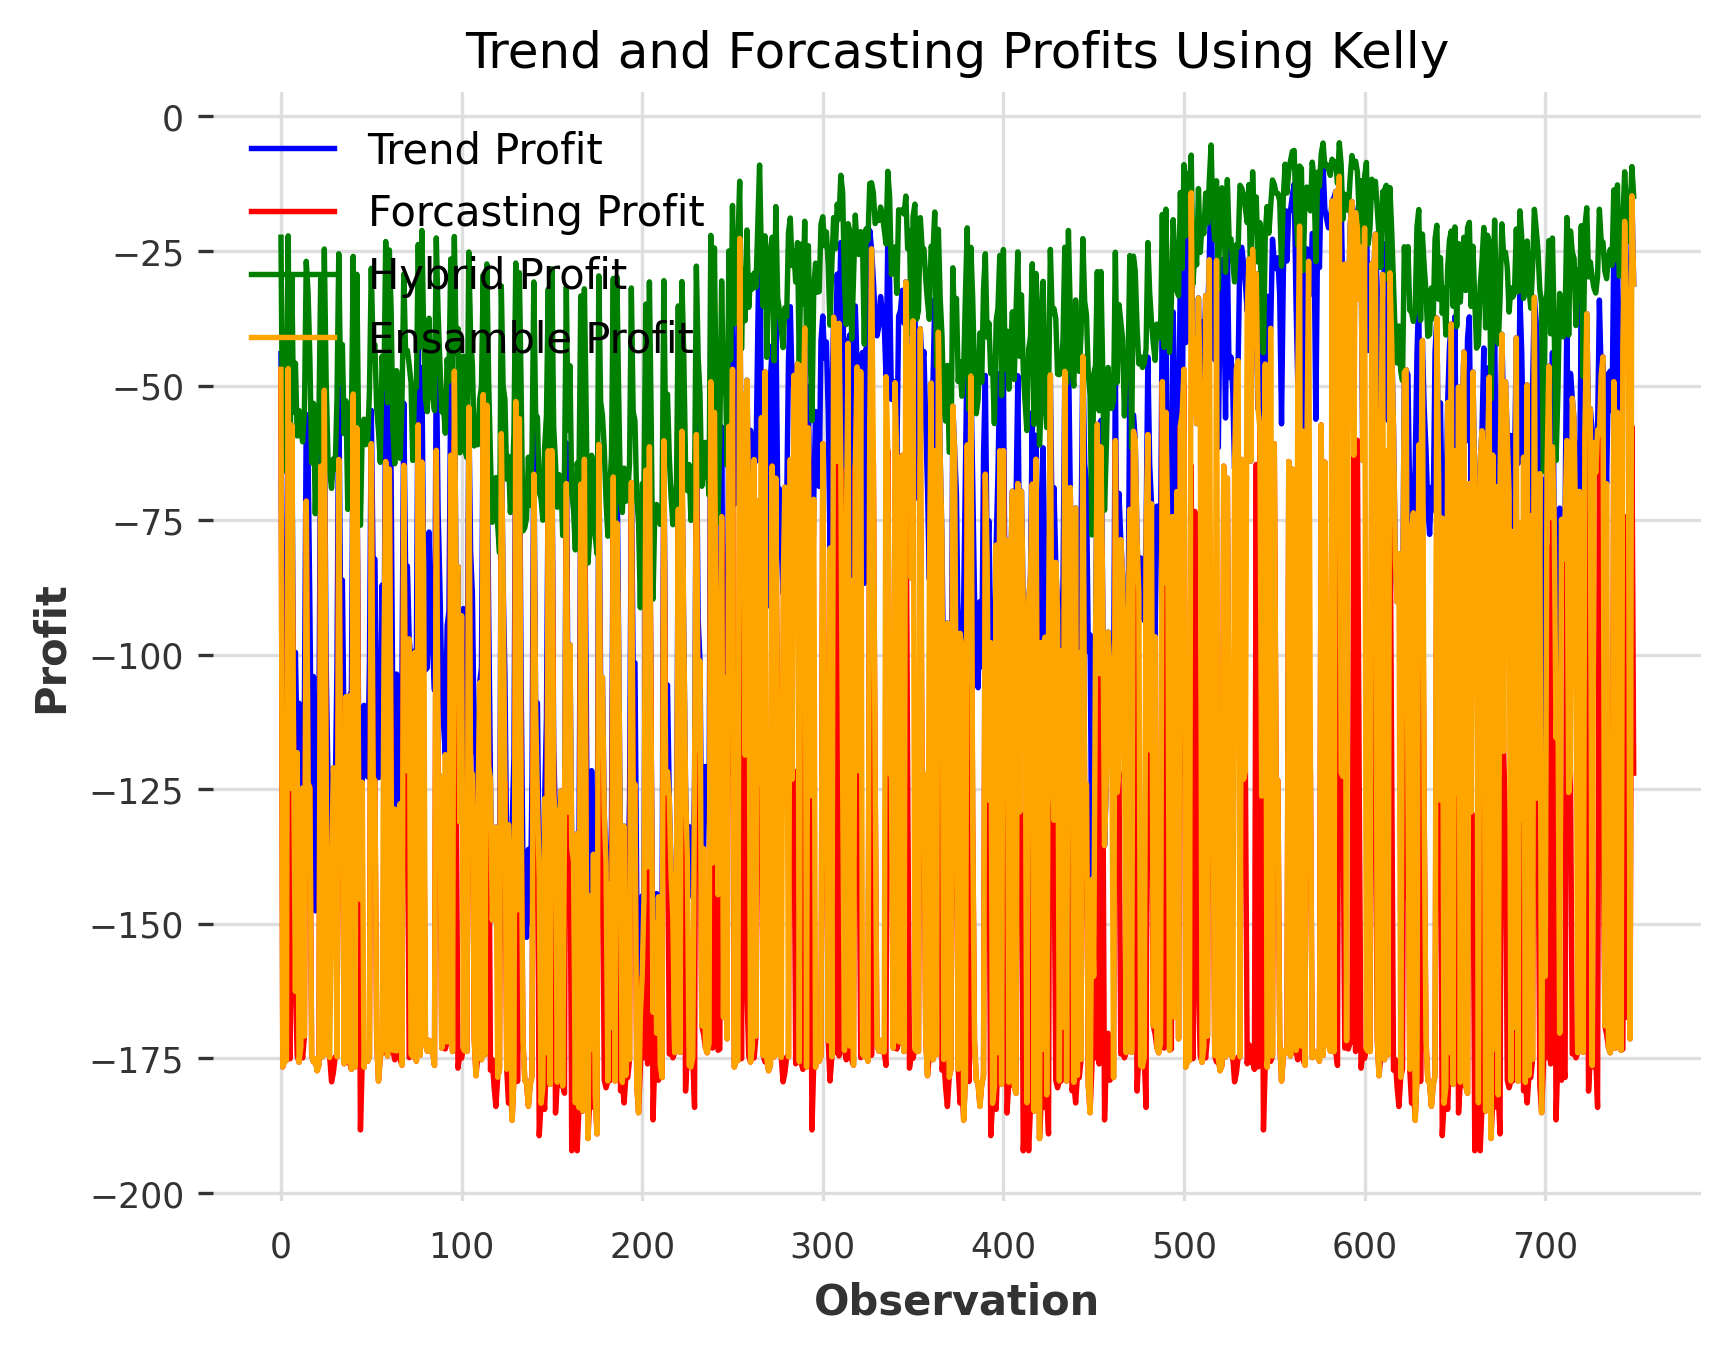 Trend and Forcasting Profits Using Kelly
Trend Profit
Forcasting Profit
Hybrid Profit
Ensamble Profit
0
−25
−50
−75
−100
−125
−150
−175
−200
Profit
0 100 200 300 400 500 600 700
Observation